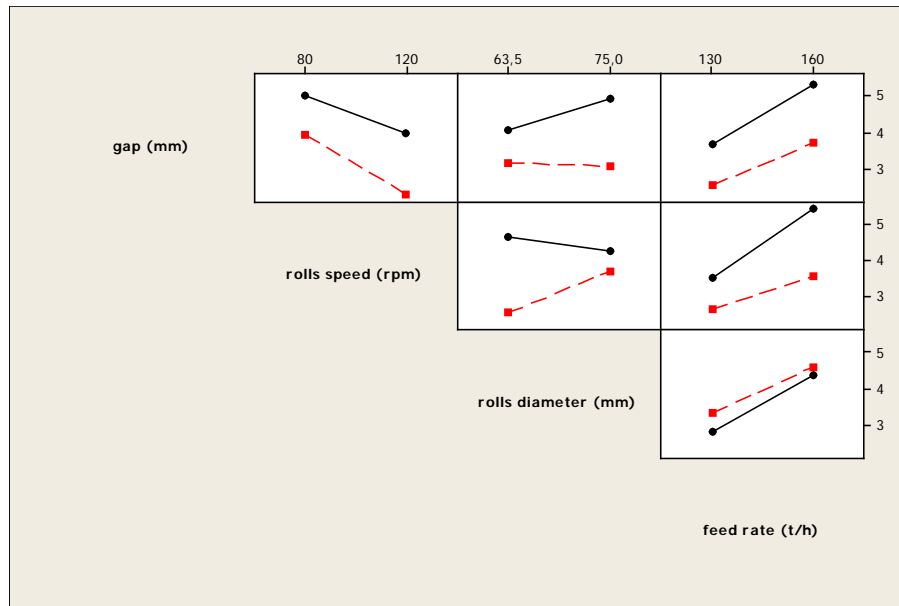 80 120 63,5 75,0 130 160
5
gap (mm)
4
3
5
rolls speed (rpm)
4
3
5
rolls diameter (mm)
4
3
feed rate (t/h)